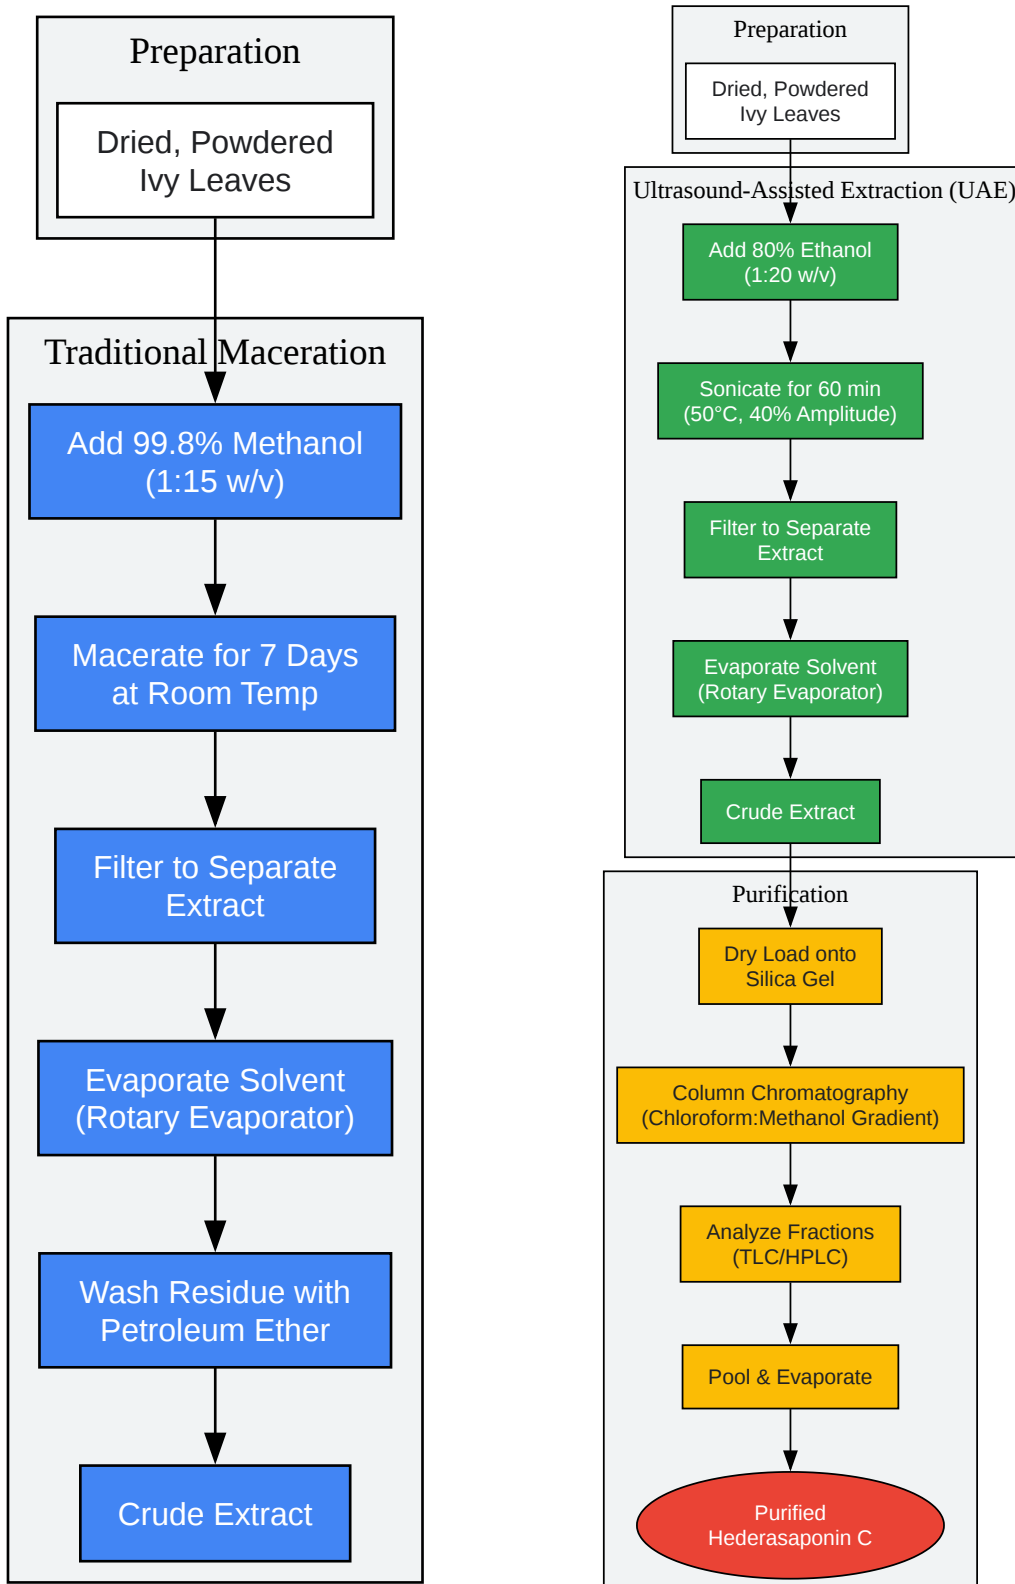 Preparation
Dried, Powdered
Ivy Leaves
Traditional Maceration
Add 99.8% Methanol
(1:15 w/v)
Macerate for 7 Days
at Room Temp
Filter to Separate
Extract
Evaporate Solvent
(Rotary Evaporator)
Wash Residue with
Petroleum Ether
Crude Extract
Preparation
Dried, Powdered
Ivy Leaves
Ultrasound-Assisted Extraction (UAE)
Add 80% Ethanol
(1:20 w/v)
Sonicate for 60 min
(50°C, 40% Amplitude)
Filter to Separate
Extract
Evaporate Solvent
(Rotary Evaporator)
Crude Extract
Purification
Dry Load onto
Silica Gel
Column Chromatography
(Chloroform:Methanol Gradient)
Analyze Fractions
(TLC/HPLC)
Pool & Evaporate
Purified
Hederasaponin C